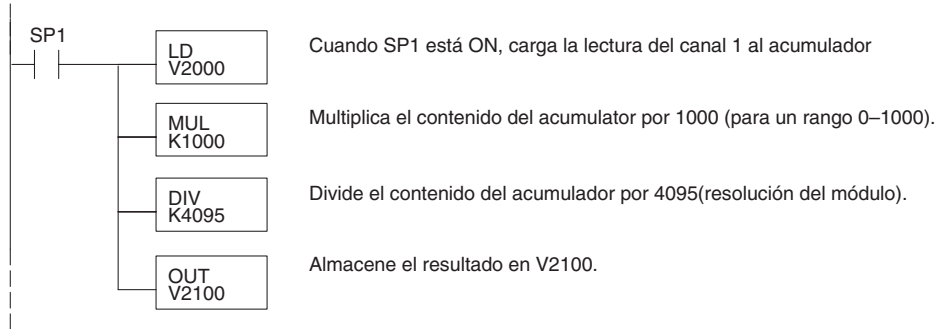 SP1
LD
V2000
Cuando SP1 está ON, carga la lectura del canal 1 al acumulador
MUL
K1000
Multiplica el contenido del acumulator por 1000 (para un rango 0–1000).
DIV
K4095
Divide el contenido del acumulador por 4095(resolución del módulo).
OUT
V2100
Almacene el resultado en V2100.